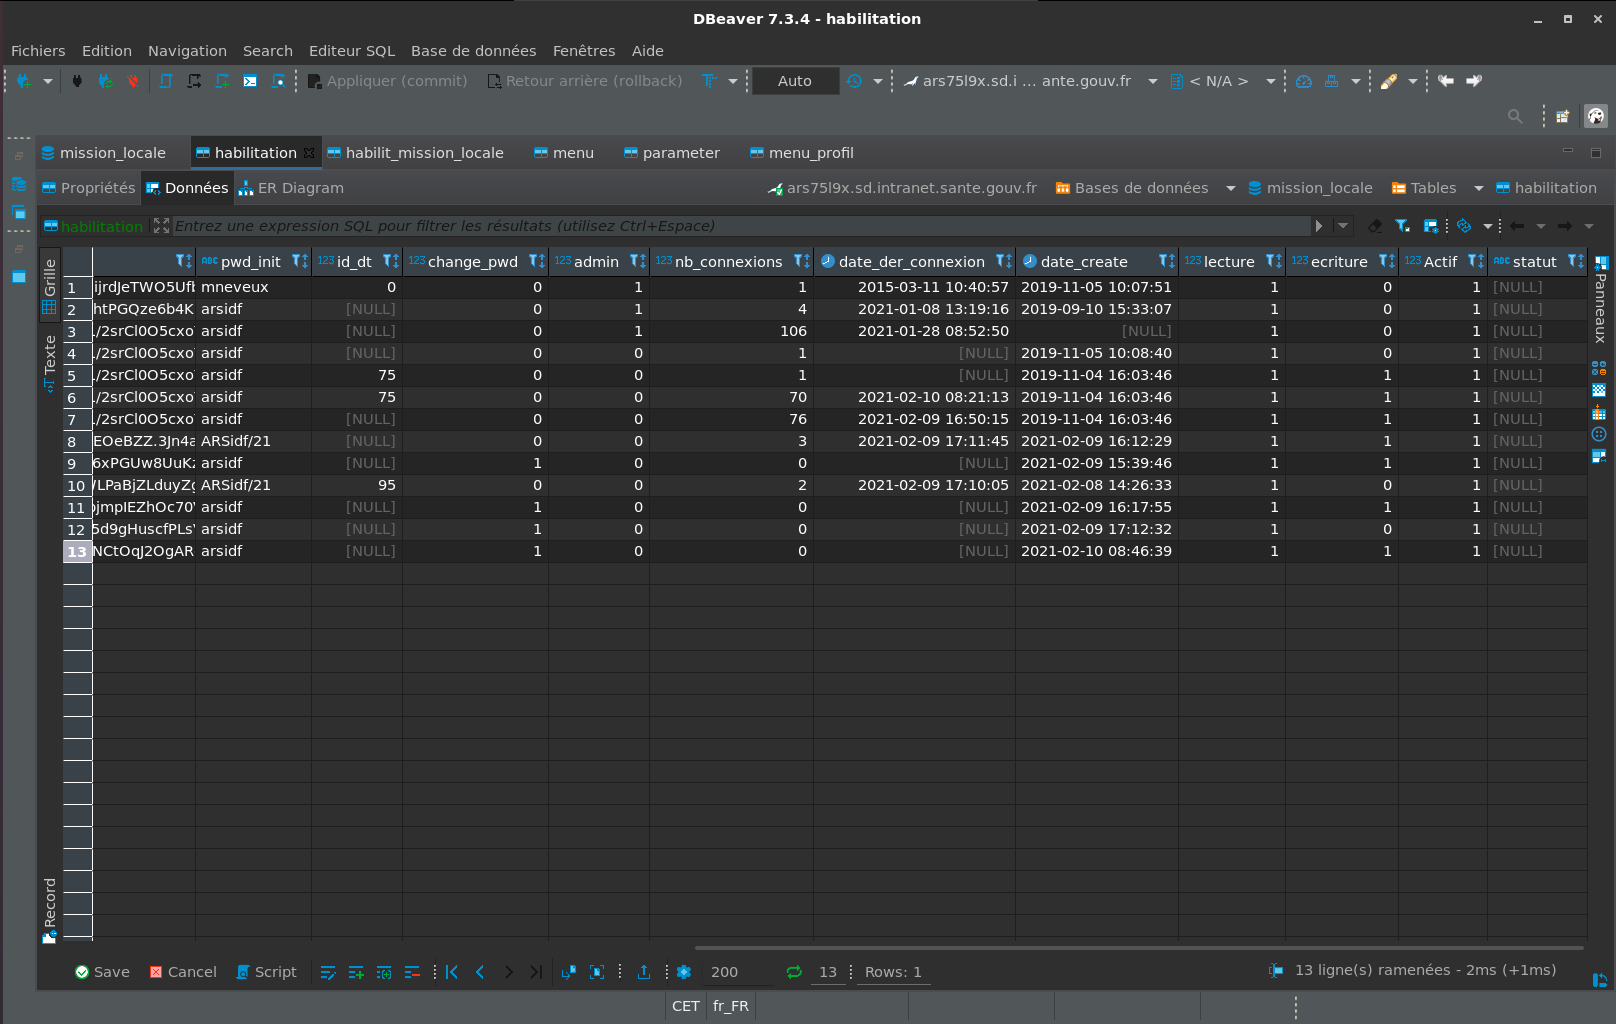 DBeaver 7.3.4 - habilitation
Fichiers Edition Navigation Search Editeur SQL Base de données Fenêtres Aide
Appliquer (commit) Retour arrière (rollback) Auto ars75l9x.sd.i ... ante.gouv.fr < N/A >
mission_locale habilitation habilit_mission_locale menu parameter menu_profil
Propriétés Données ER Diagram ars75l9x.sd.intranet.sante.gouv.fr Bases de données mission_locale Tables habilitation
habilitation Entrez une expression SQL pour filtrer les résultats (utilisez Ctrl+Espace)
Grille
Texte
Record
Panneaux
ABC pwd_init 123 id_dt 123 change_pwd 123 admin 123 nb_connexions date_der_connexion date_create 123 lecture 123 ecriture 123 Actif ABC statut
1 ijrdJeTWO5Ufl mneveux 0 0 1 1 2015-03-11 10:40:57 2019-11-05 10:07:51 1 0 1 [NULL]
2 htPGQze6b4K arsidf [NULL] 0 1 4 2021-01-08 13:19:16 2019-09-10 15:33:07 1 0 1 [NULL]
3 ./2srCl0O5cxo arsidf [NULL] 0 1 106 2021-01-28 08:52:50 [NULL] 1 0 1 [NULL]
4 ./2srCl0O5cxo arsidf [NULL] 0 0 1 [NULL] 2019-11-05 10:08:40 1 0 1 [NULL]
5 ./2srCl0O5cxo arsidf 75 0 0 1 [NULL] 2019-11-04 16:03:46 1 1 1 [NULL]
6 ./2srCl0O5cxo arsidf 75 0 0 70 2021-02-10 08:21:13 2019-11-04 16:03:46 1 1 1 [NULL]
7 ./2srCl0O5cxo arsidf [NULL] 0 0 76 2021-02-09 16:50:15 2019-11-04 16:03:46 1 1 1 [NULL]
8 EOeBZZ.3Jn4a ARSidf/21 [NULL] 0 0 3 2021-02-09 17:11:45 2021-02-09 16:12:29 1 1 1 [NULL]
9 6xPGUw8UuKz arsidf [NULL] 1 0 0 [NULL] 2021-02-09 15:39:46 1 1 1 [NULL]
10 /LPaBjZLduyZg ARSidf/21 95 0 0 2 2021-02-09 17:10:05 2021-02-08 14:26:33 1 0 1 [NULL]
11 ojmpIEZhOc70 arsidf [NULL] 1 0 0 [NULL] 2021-02-09 16:17:55 1 1 1 [NULL]
12 5d9gHuscfPLs arsidf [NULL] 1 0 0 [NULL] 2021-02-09 17:12:32 1 0 1 [NULL]
13 NCtOqJ2OgAR arsidf [NULL] 1 0 0 [NULL] 2021-02-10 08:46:39 1 1 1 [NULL]
Save Cancel Script 200 13 Rows: 1 13 ligne(s) ramenées - 2ms (+1ms)
CET fr_FR